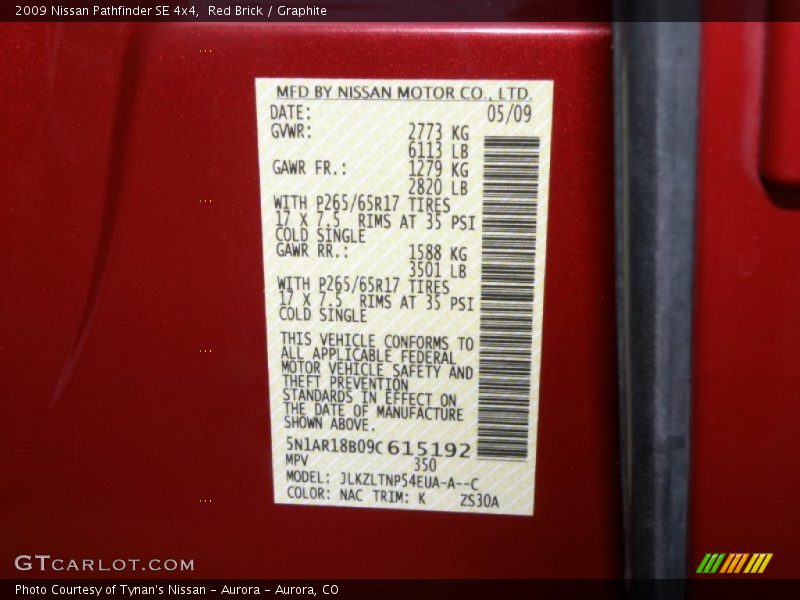 2009 Nissan Pathfinder SE 4x4,  Red Brick / Graphite
MFD BY NISSAN MOTOR CO., LTD.
DATE: 05/09
GVWR: 2773 KG
6113 LB
GAWR FR.: 1279 KG
2820 LB
WITH P265/65R17 TIRES
17 X 7.5 RIMS AT 35 PSI
COLD SINGLE
GAWR RR.: 1588 KG
3501 LB
WITH P265/65R17 TIRES
17 X 7.5 RIMS AT 35 PSI
COLD SINGLE
THIS VEHICLE CONFORMS TO
ALL APPLICABLE FEDERAL
MOTOR VEHICLE SAFETY AND
THEFT PREVENTION
STANDARDS IN EFFECT ON
THE DATE OF MANUFACTURE
SHOWN ABOVE.
5N1AR18B09C615192
MPV 350
MODEL: JLKZLTNP54EUA-A--C
COLOR: NAC TRIM: K ZS30A
GTCARLOT.COM
Photo Courtesy of Tynan's Nissan - Aurora - Aurora, CO